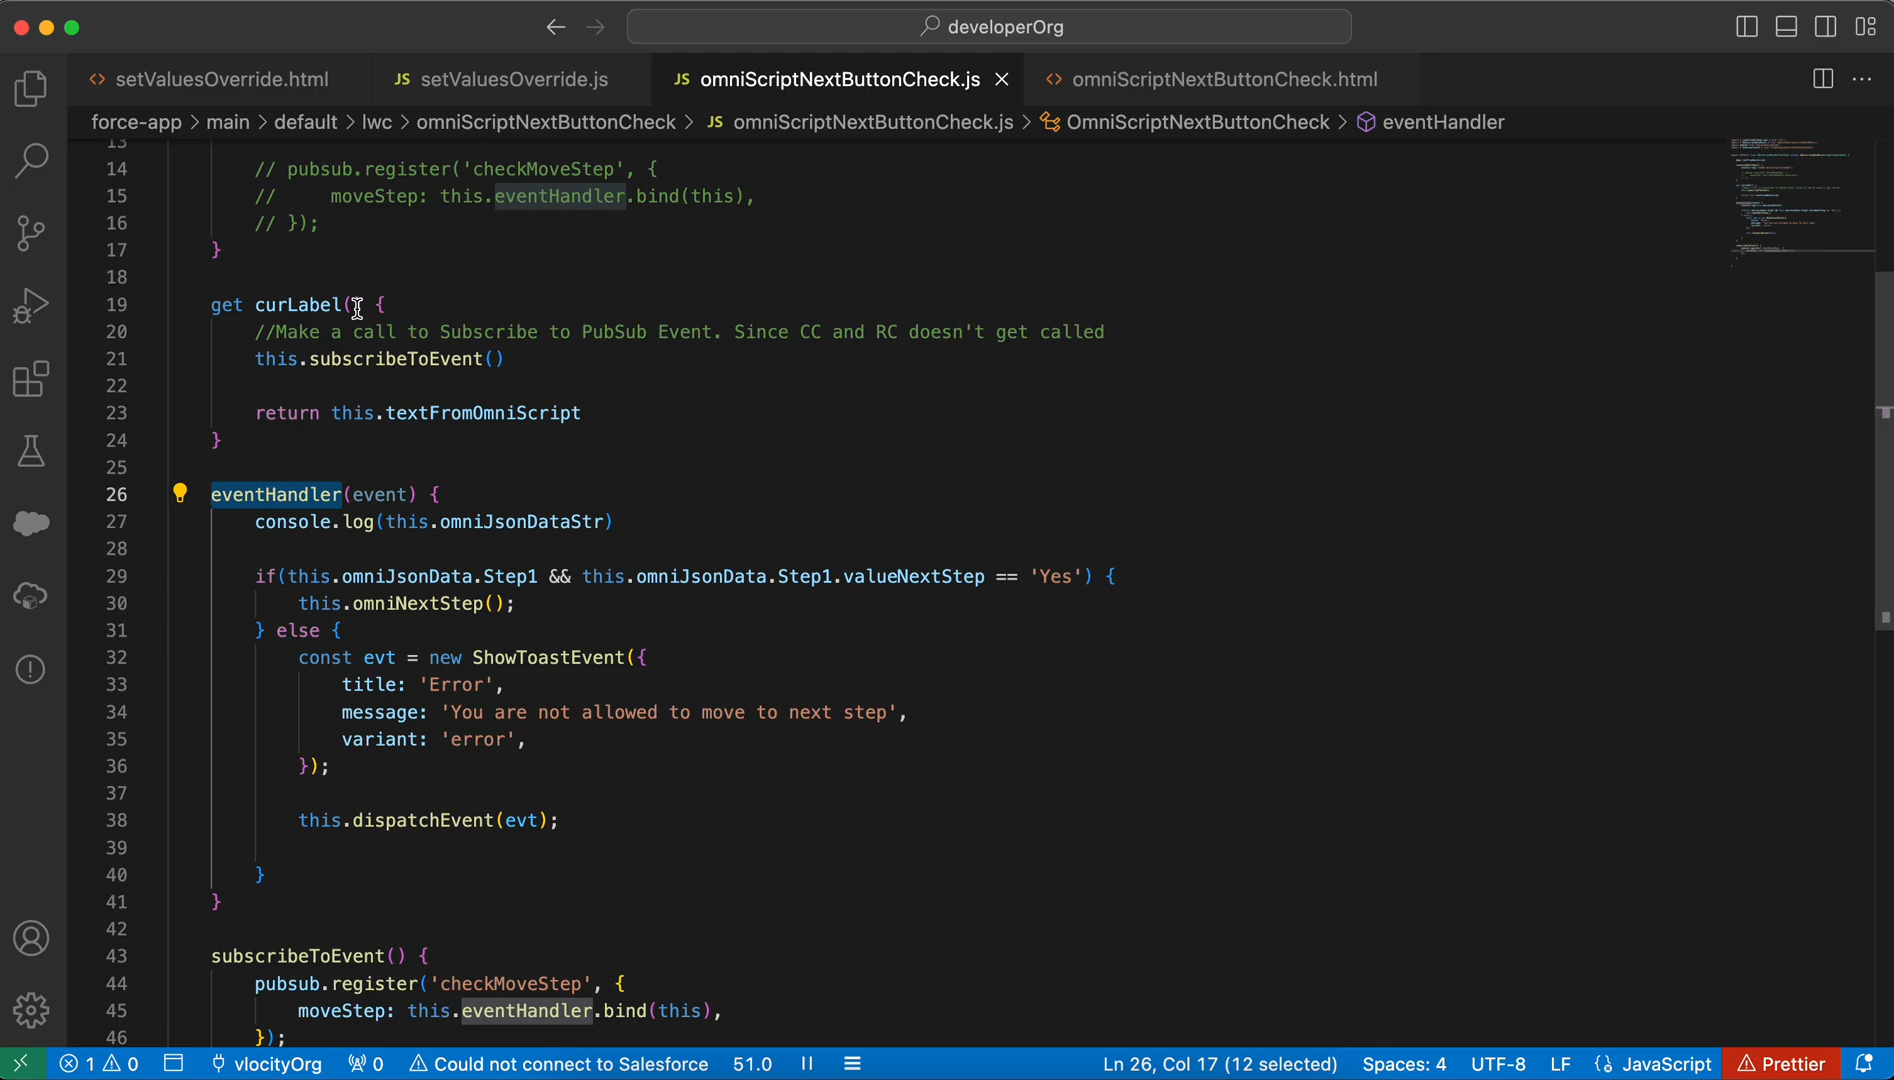 developerOrg
<> setValuesOverride.html JS setValuesOverride.js JS omniScriptNextButtonCheck.js <> omniScriptNextButtonCheck.html
force-app > main > default > lwc > omniScriptNextButtonCheck > JS omniScriptNextButtonCheck.js > OmniScriptNextButtonCheck > eventHandler
13
14 // pubsub.register('checkMoveStep', {
15 //     moveStep: this.eventHandler.bind(this),
16 // });
17 }
18
19 get curLabel() {
20 //Make a call to Subscribe to PubSub Event. Since CC and RC doesn't get called
21 this.subscribeToEvent()
22
23 return this.textFromOmniScript
24 }
25
26 eventHandler(event) {
27 console.log(this.omniJsonDataStr)
28
29 if(this.omniJsonData.Step1 && this.omniJsonData.Step1.valueNextStep == 'Yes') {
30 this.omniNextStep();
31 } else {
32 const evt = new ShowToastEvent({
33 title: 'Error',
34 message: 'You are not allowed to move to next step',
35 variant: 'error',
36 });
37
38 this.dispatchEvent(evt);
39
40 }
41 }
42
43 subscribeToEvent() {
44 pubsub.register('checkMoveStep', {
45 moveStep: this.eventHandler.bind(this),
46 });
1 0 vlocityOrg 0 Could not connect to Salesforce 51.0 Ln 26, Col 17 (12 selected) Spaces: 4 UTF-8 LF {} JavaScript Prettier